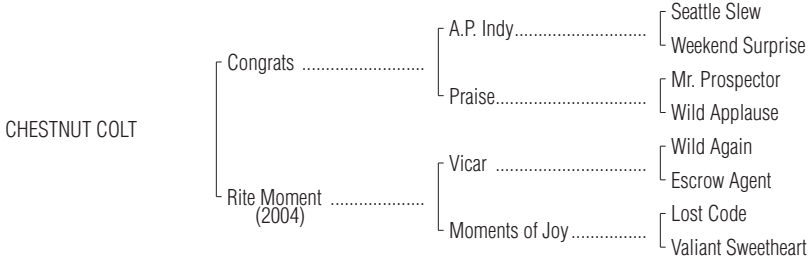 Seattle Slew
A.P. Indy..............................
Weekend Surprise
Congrats ...........................
Mr. Prospector
Praise..................................
Wild Applause
CHESTNUT COLT
Wild Again
Vicar ..................................
Escrow Agent
Rite Moment .....................
(2004)
Lost Code
Moments of Joy.................
Valiant Sweetheart